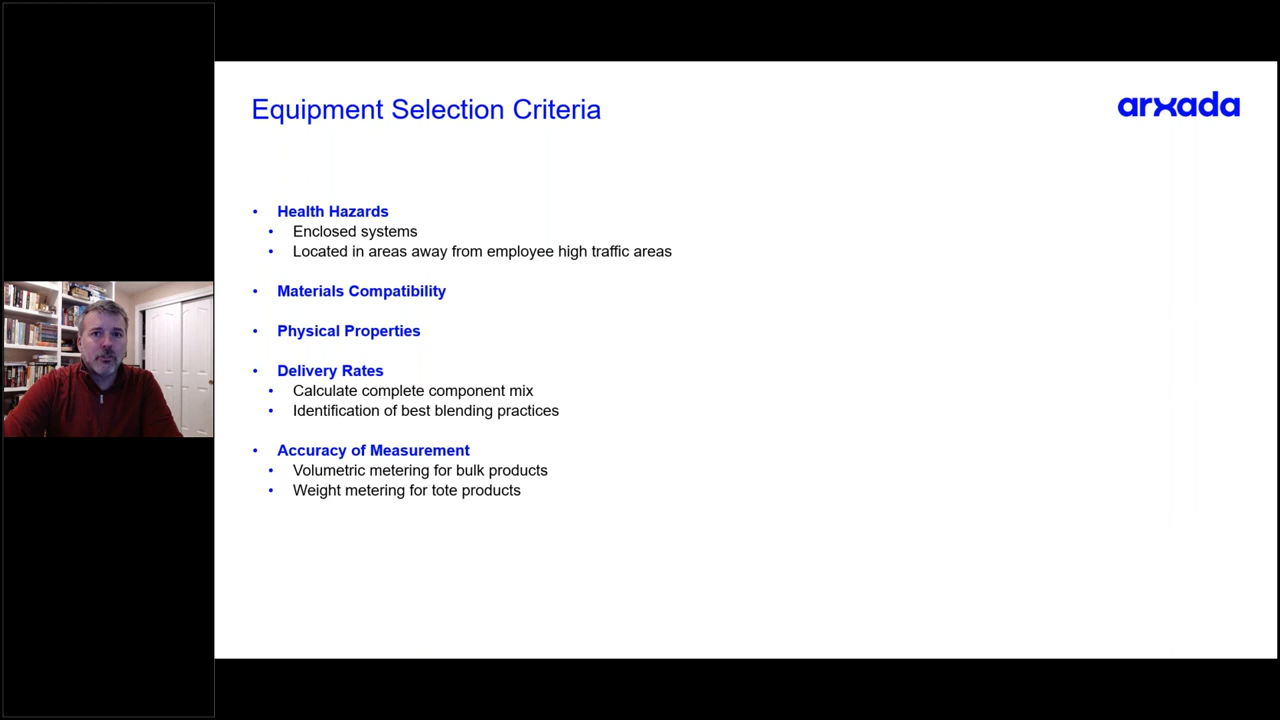 Equipment Selection Criteria
arxada
• Health Hazards
• Enclosed systems
• Located in areas away from employee high traffic areas
• Materials Compatibility
• Physical Properties
• Delivery Rates
• Calculate complete component mix
• Identification of best blending practices
• Accuracy of Measurement
• Volumetric metering for bulk products
• Weight metering for tote products